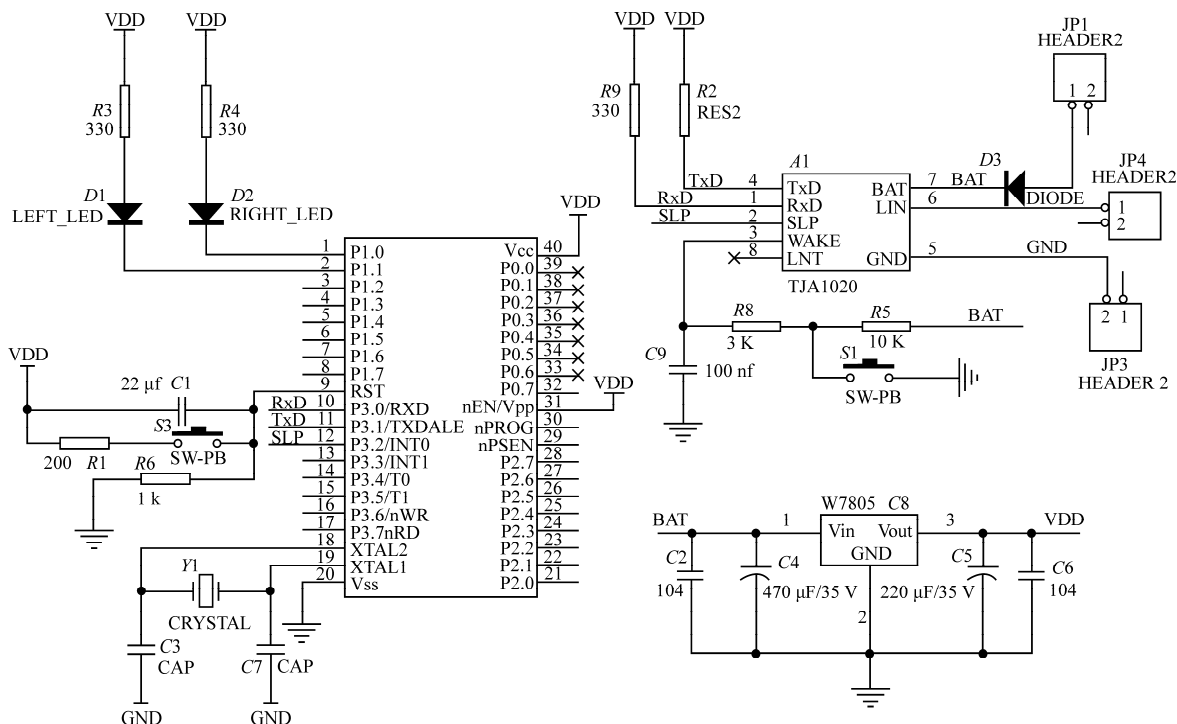 VDD
VDD
R3
330
R4
330
D1
LEFT_LED
D2
RIGHT_LED
VDD
VDD
R9
330
R2
RES2
JP1
HEADER2
1 2
A1
D3
DIODE
JP4
HEADER2
1
2
TxD 4 TxD
RxD 1 RxD
SLP 2 SLP
3 WAKE
8 LNT
BAT 7 BAT
LIN 6
GND 5 GND
TJA1020
2 1
JP3
HEADER 2
R8
3 K
R5
10 K
BAT
S1
SW-PB
C9
100 nf
VDD
1 P1.0
2 P1.1
3 P1.2
4 P1.3
5 P1.4
6 P1.5
7 P1.6
8 P1.7
9 RST
RxD 10 P3.0/RXD
TxD 11 P3.1/TXDALE
SLP 12 P3.2/INT0
13 P3.3/INT1
14 P3.4/T0
15 P3.5/T1
16 P3.6/nWR
17 P3.7nRD
18 XTAL2
19 XTAL1
20 Vss
Vcc 40
P0.0 39
P0.1 38
P0.2 37
P0.3 36
P0.4 35
P0.5 34
P0.6 33
P0.7 32
nEN/Vpp 31
VDD
nPROG 30
nPSEN 29
P2.7 28
P2.6 27
P2.5 26
P2.4 25
P2.3 24
P2.2 23
P2.1 22
P2.0 21
VDD
22 μf C1
S3
SW-PB
200 R1
R6
1 k
Y1
CRYSTAL
C3
CAP
C7 CAP
GND
GND
W7805 C8
BAT
1
Vin Vout
GND
3
VDD
2
C2
104
C4
470 μF/35 V
C5
220 μF/35 V
C6
104